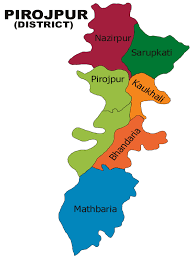 PIROJPUR
(DISTRICT)
Nazirpur
Sarupkati
Pirojpur
Kaukhali
Bhandaria
Mathbaria